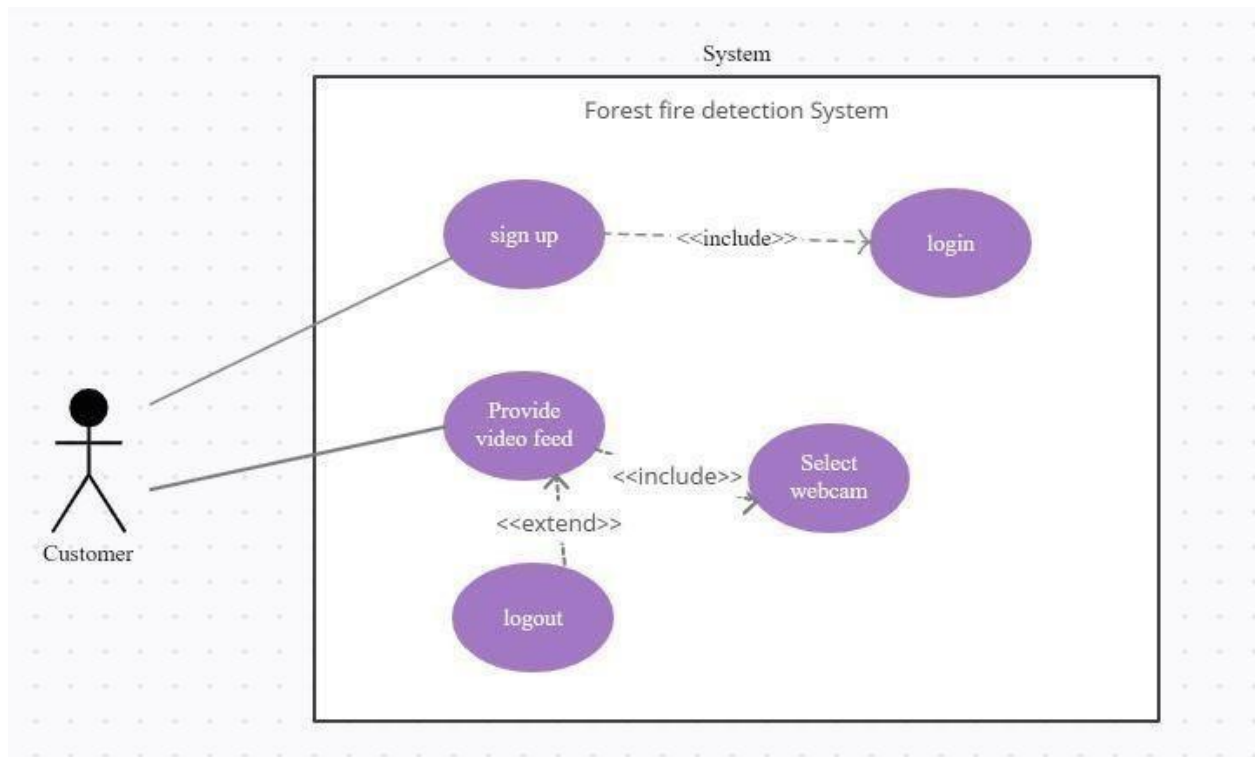 System
Forest fire detection System
sign up
<<include>>
login
Provide
video feed
<<include>>
Select
webcam
<<extend>>
logout
Customer